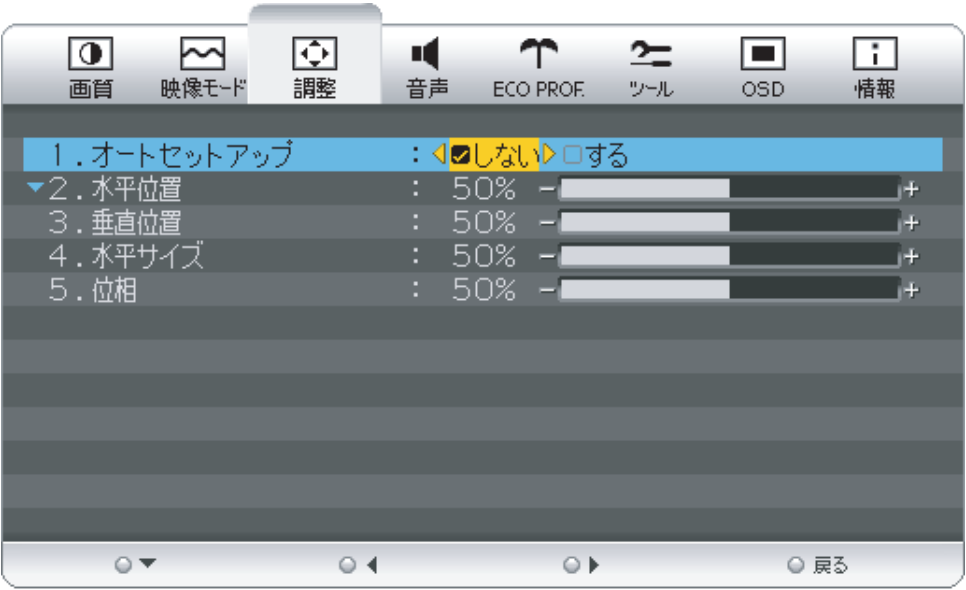 画質 映像モード 調整 音声 ECO PROF. ツール OSD 情報
1.オートセットアップ : しない する
2.水平位置 : 50% − +
3.垂直位置 : 50% − +
4.水平サイズ : 50% − +
5.位相 : 50% − +
戻る